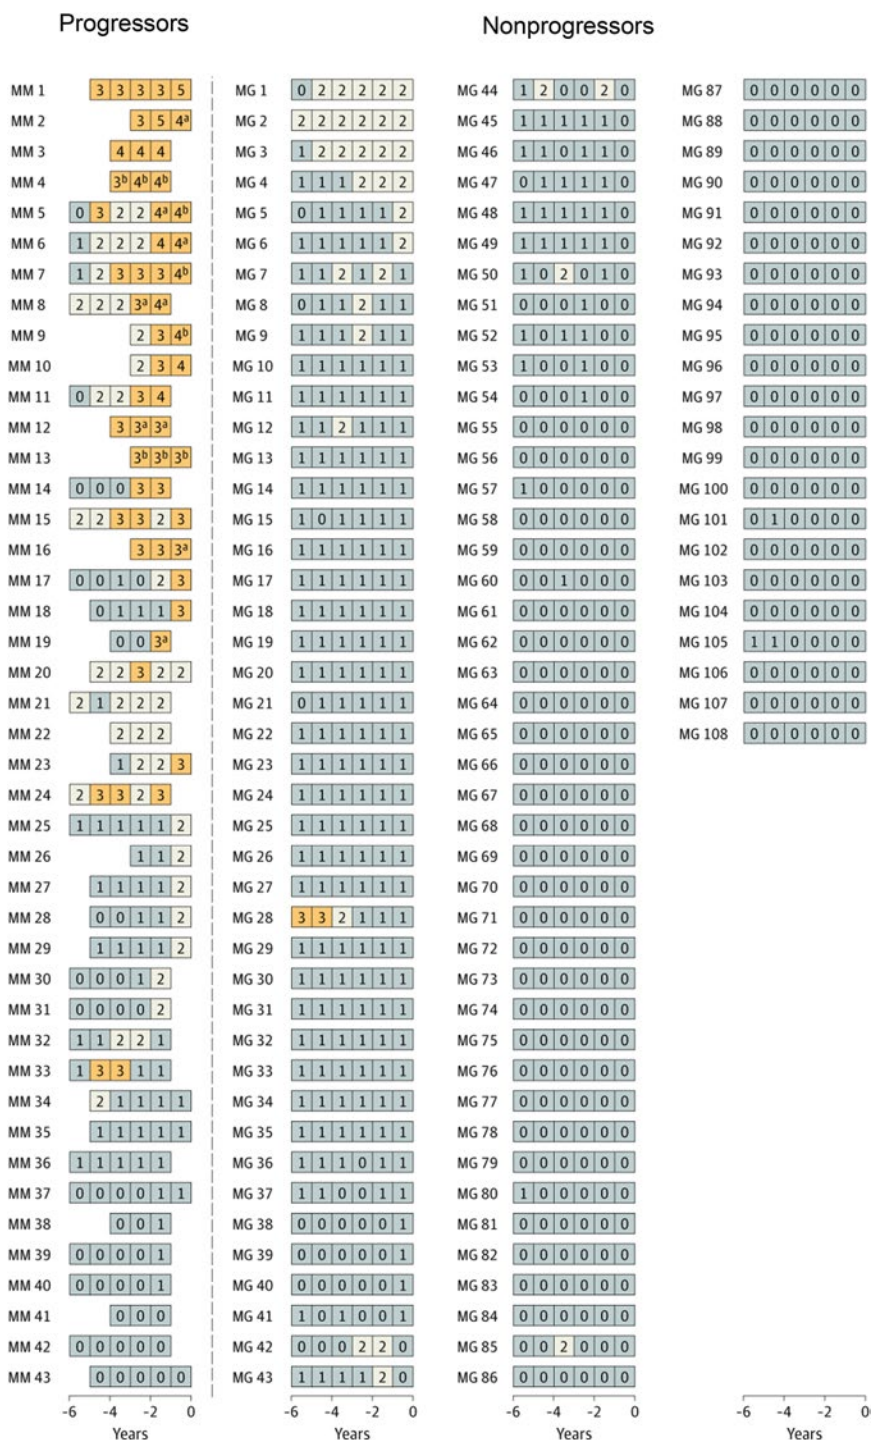 Progressors Nonprogressors
MM 1 3 3 3 3 5 MG 1 0 2 2 2 2 2 MG 44 1 2 0 0 2 0 MG 87 0 0 0 0 0 0
MM 2 3 5 4a MG 2 2 2 2 2 2 2 MG 45 1 1 1 1 1 0 MG 88 0 0 0 0 0 0
MM 3 4 4 4 MG 3 1 2 2 2 2 2 MG 46 1 1 0 1 1 0 MG 89 0 0 0 0 0 0
MM 4 3b 4b 4b MG 4 1 1 1 2 2 2 MG 47 0 1 1 1 1 0 MG 90 0 0 0 0 0 0
MM 5 0 3 2 2 4a 4b MG 5 0 1 1 1 1 2 MG 48 1 1 1 1 1 0 MG 91 0 0 0 0 0 0
MM 6 1 2 2 2 4 4a MG 6 1 1 1 1 1 2 MG 49 1 1 1 1 1 0 MG 92 0 0 0 0 0 0
MM 7 1 2 3 3 3 4b MG 7 1 1 2 1 2 1 MG 50 1 0 2 0 1 0 MG 93 0 0 0 0 0 0
MM 8 2 2 2 3a 4a MG 8 0 1 1 2 1 1 MG 51 0 0 0 1 0 0 MG 94 0 0 0 0 0 0
MM 9 2 3 4b MG 9 1 1 1 2 1 1 MG 52 1 0 1 1 0 0 MG 95 0 0 0 0 0 0
MM 10 2 3 4 MG 10 1 1 1 1 1 1 MG 53 1 0 0 1 0 0 MG 96 0 0 0 0 0 0
MM 11 0 2 2 3 4 MG 11 1 1 1 1 1 1 MG 54 0 0 0 1 0 0 MG 97 0 0 0 0 0 0
MM 12 3 3a 3a MG 12 1 1 2 1 1 1 MG 55 0 0 0 0 0 0 MG 98 0 0 0 0 0 0
MM 13 3b 3b 3b MG 13 1 1 1 1 1 1 MG 56 0 0 0 0 0 0 MG 99 0 0 0 0 0 0
MM 14 0 0 0 3 3 MG 14 1 1 1 1 1 1 MG 57 1 0 0 0 0 0 MG 100 0 0 0 0 0 0
MM 15 2 2 3 3 2 3 MG 15 1 0 1 1 1 1 MG 58 0 0 0 0 0 0 MG 101 0 1 0 0 0 0
MM 16 3 3 3a MG 16 1 1 1 1 1 1 MG 59 0 0 0 0 0 0 MG 102 0 0 0 0 0 0
MM 17 0 0 1 0 2 3 MG 17 1 1 1 1 1 1 MG 60 0 0 1 0 0 0 MG 103 0 0 0 0 0 0
MM 18 0 1 1 1 3 MG 18 1 1 1 1 1 1 MG 61 0 0 0 0 0 0 MG 104 0 0 0 0 0 0
MM 19 0 0 3a MG 19 1 1 1 1 1 1 MG 62 0 0 0 0 0 0 MG 105 1 1 0 0 0 0
MM 20 2 2 3 2 2 MG 20 1 1 1 1 1 1 MG 63 0 0 0 0 0 0 MG 106 0 0 0 0 0 0
MM 21 2 1 2 2 2 MG 21 0 1 1 1 1 1 MG 64 0 0 0 0 0 0 MG 107 0 0 0 0 0 0
MM 22 2 2 2 MG 22 1 1 1 1 1 1 MG 65 0 0 0 0 0 0 MG 108 0 0 0 0 0 0
MM 23 1 2 2 3 MG 23 1 1 1 1 1 1 MG 66 0 0 0 0 0 0
MM 24 2 3 3 2 3 MG 24 1 1 1 1 1 1 MG 67 0 0 0 0 0 0
MM 25 1 1 1 1 1 2 MG 25 1 1 1 1 1 1 MG 68 0 0 0 0 0 0
MM 26 1 1 2 MG 26 1 1 1 1 1 1 MG 69 0 0 0 0 0 0
MM 27 1 1 1 1 2 MG 27 1 1 1 1 1 1 MG 70 0 0 0 0 0 0
MM 28 0 0 1 1 2 MG 28 3 3 2 1 1 1 MG 71 0 0 0 0 0 0
MM 29 1 1 1 1 2 MG 29 1 1 1 1 1 1 MG 72 0 0 0 0 0 0
MM 30 0 0 0 1 2 MG 30 1 1 1 1 1 1 MG 73 0 0 0 0 0 0
MM 31 0 0 0 0 2 MG 31 1 1 1 1 1 1 MG 74 0 0 0 0 0 0
MM 32 1 1 2 2 1 MG 32 1 1 1 1 1 1 MG 75 0 0 0 0 0 0
MM 33 1 3 3 1 1 MG 33 1 1 1 1 1 1 MG 76 0 0 0 0 0 0
MM 34 2 1 1 1 1 MG 34 1 1 1 1 1 1 MG 77 0 0 0 0 0 0
MM 35 1 1 1 1 1 MG 35 1 1 1 1 1 1 MG 78 0 0 0 0 0 0
MM 36 1 1 1 1 1 MG 36 1 1 1 0 1 1 MG 79 0 0 0 0 0 0
MM 37 0 0 0 0 1 1 MG 37 1 1 0 0 1 1 MG 80 1 0 0 0 0 0
MM 38 0 0 1 MG 38 0 0 0 0 0 1 MG 81 0 0 0 0 0 0
MM 39 0 0 0 0 1 MG 39 0 0 0 0 0 1 MG 82 0 0 0 0 0 0
MM 40 0 0 0 0 1 MG 40 0 0 0 0 0 1 MG 83 0 0 0 0 0 0
MM 41 0 0 0 MG 41 1 0 1 0 0 1 MG 84 0 0 0 0 0 0
MM 42 0 0 0 0 0 MG 42 0 0 0 2 2 0 MG 85 0 0 2 0 0 0
MM 43 0 0 0 0 0 MG 43 1 1 1 1 2 0 MG 86 0 0 0 0 0 0
-6 -4 -2 0 -6 -4 -2 0 -6 -4 -2 0 -6 -4 -2 0
Years Years Years Years